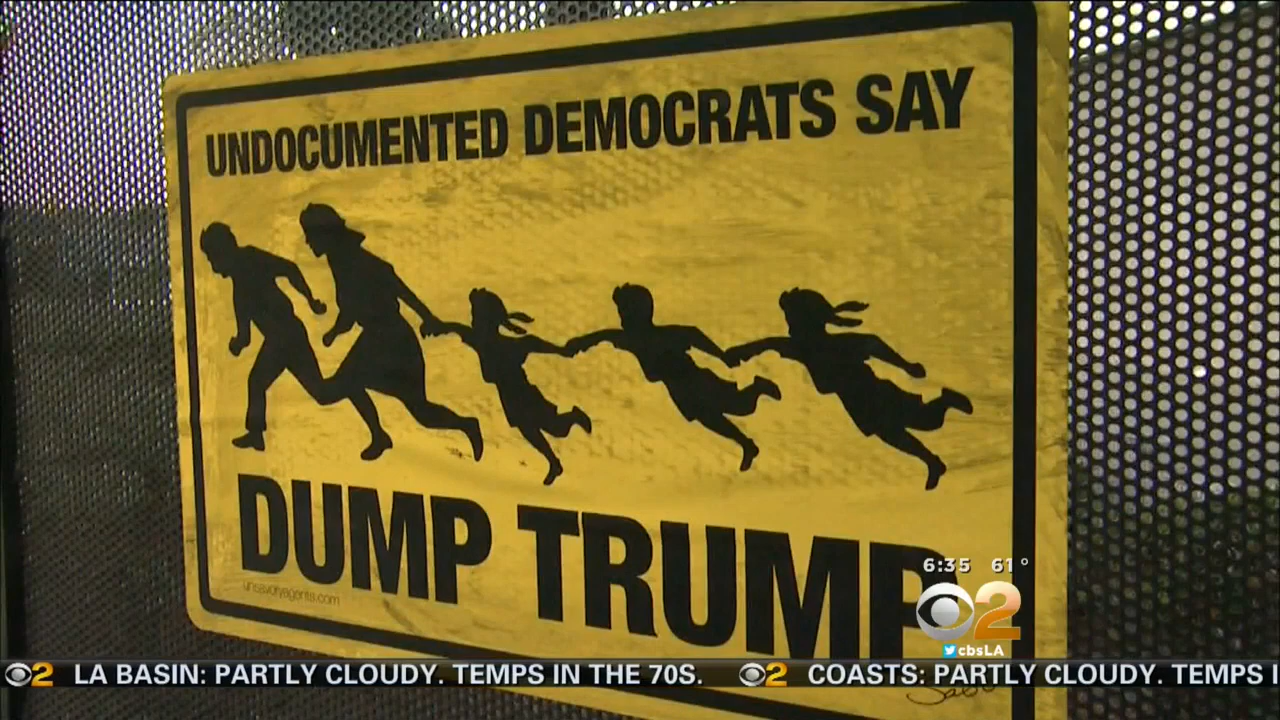 UNDOCUMENTED DEMOCRATS SAY
DUMP TRUMP
unsavoryagents.com
6:35 61°
2
cbsLA
2 LA BASIN: PARTLY CLOUDY. TEMPS IN THE 70S. 2 COASTS: PARTLY CLOUDY. TEMPS I